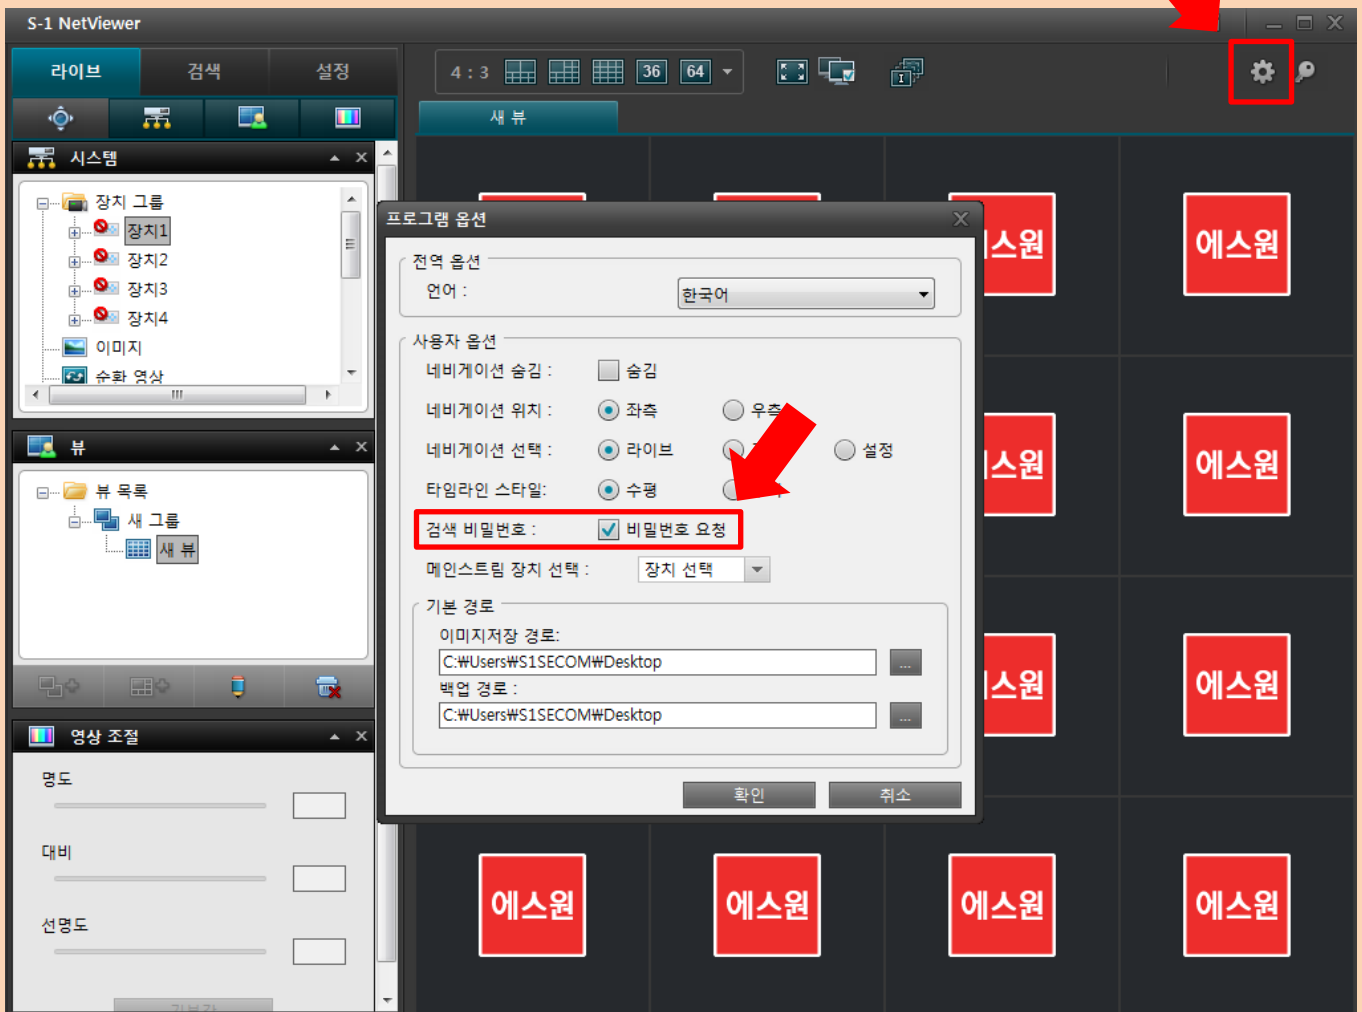 S-1 NetViewer
라이브 검색 설정
4 : 3 36 64
새 뷰
시스템
장치 그룹
장치1
장치2
장치3
장치4
이미지
순환 영상
뷰
뷰 목록
새 그룹
새 뷰
영상 조절
명도
대비
선명도
프로그램 옵션
전역 옵션
언어 : 한국어
사용자 옵션
네비게이션 숨김 : 숨김
네비게이션 위치 : 좌측 우측
네비게이션 선택 : 라이브 설정
타임라인 스타일: 수평
검색 비밀번호 : 비밀번호 요청
메인스트림 장치 선택 : 장치 선택
기본 경로
이미지저장 경로:
C:₩Users₩S1SECOM₩Desktop ...
백업 경로 :
C:₩Users₩S1SECOM₩Desktop ...
확인 취소
스원 에스원
스원 에스원
스원 에스원
에스원 에스원 에스원 에스원